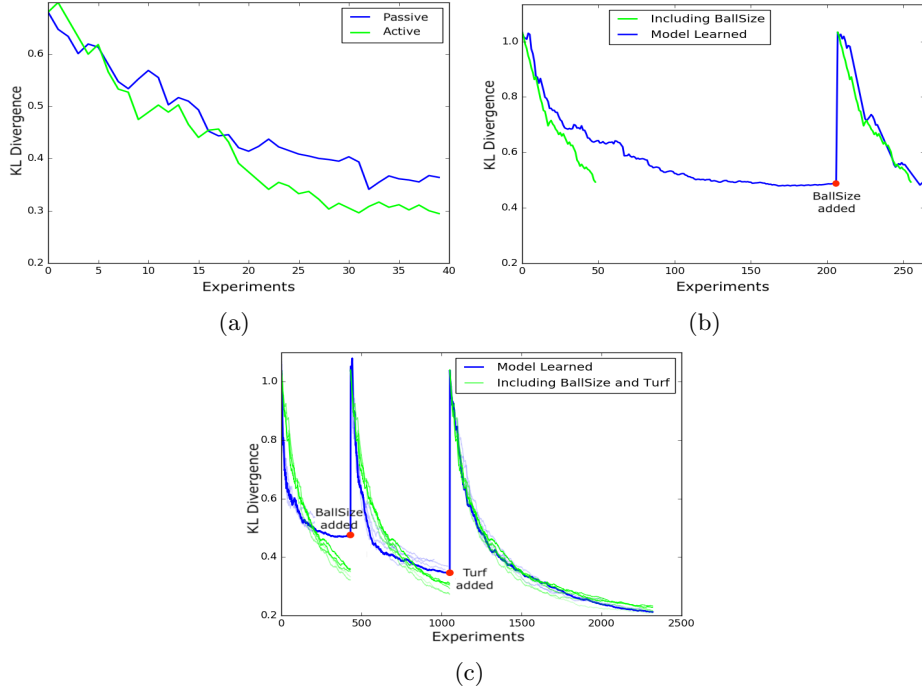 Passive
Active
KL Divergence
0.6
0.5
0.4
0.3
0.2
0
5
10
15
20
25
30
35
40
Experiments
(a)
Including BallSize
Model Learned
KL Divergence
1.0
0.8
0.6
0.4
0.2
0
50
100
150
200
250
BallSize
added
Experiments
(b)
Model Learned
Including BallSize and Turf
KL Divergence
1.0
0.8
0.6
0.4
0.2
BallSize
added
Turf
added
0
500
1000
1500
2000
2500
Experiments
(c)